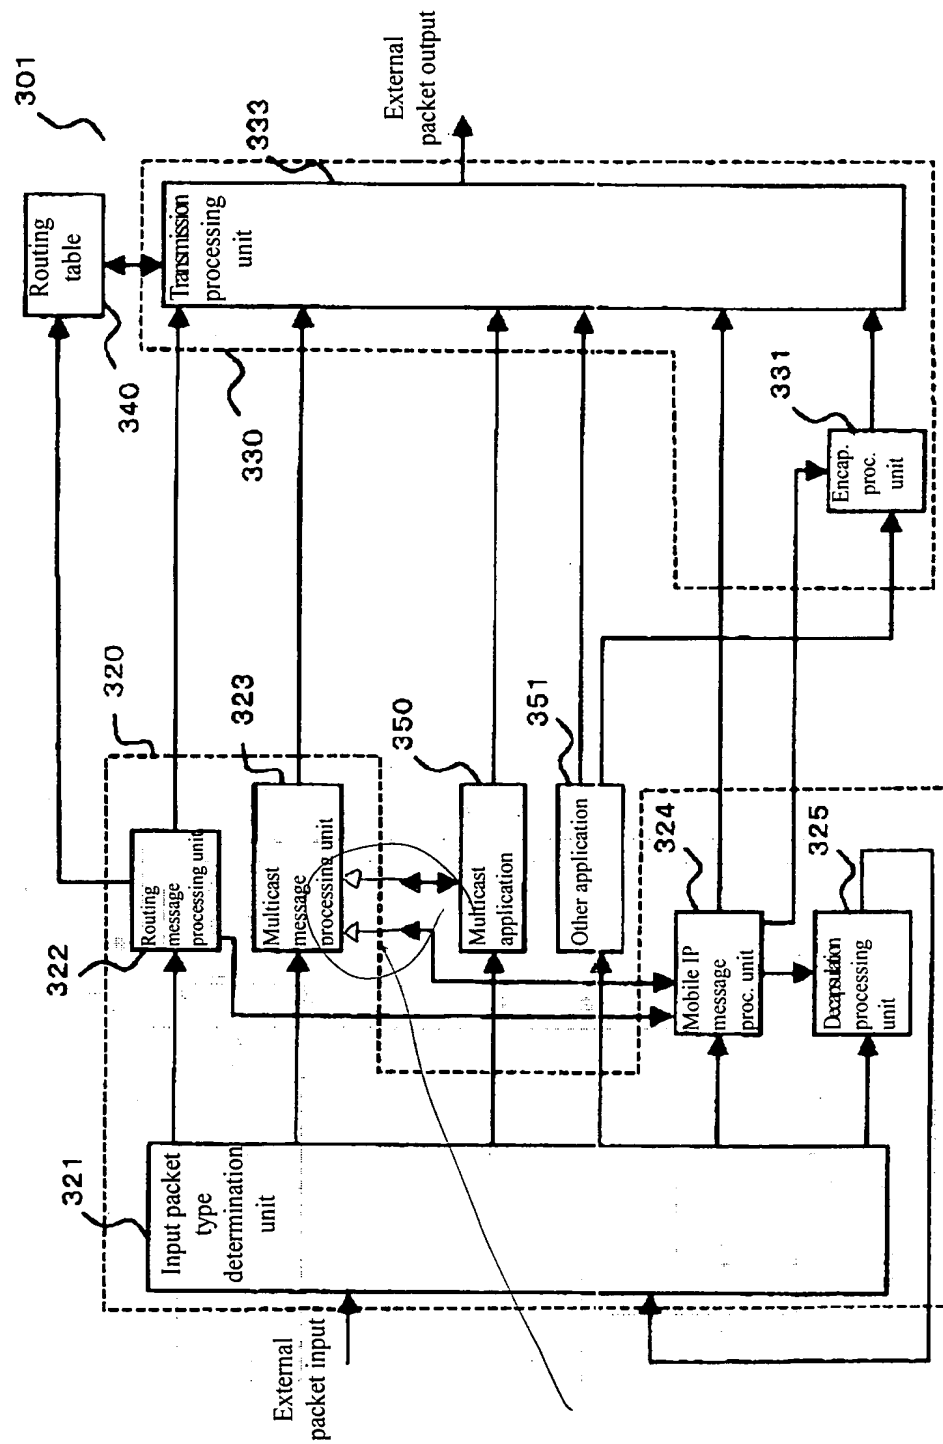 301
External
packet input
321
Input packet
type
determination
unit
320
322
Routing
message
processing unit
323
Multicast
message
processing unit
350
Multicast
application
351
Other application
324
Mobile IP
message
proc. unit
325
Decapsulation
processing
unit
340
Routing
table
330
333
Transmission
processing
unit
331
Encap.
proc.
unit
External
packet output